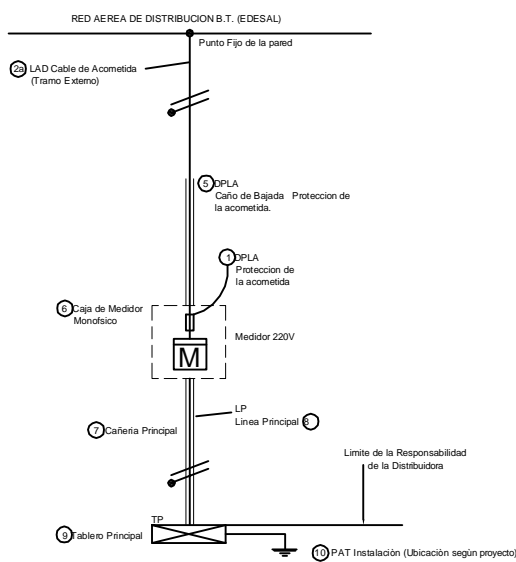 RED AEREA DE DISTRIBUCION B.T. (EDESAL)
Punto Fijo de la pared
2a LAD Cable de Acometida
(Tramo Externo)
5 DPLA
Caño de Bajada Proteccion de
la acometida.
1 DPLA
Proteccion de
la acometida
6 Caja de Medidor
Monofsico
Medidor 220V
M
LP
Linea Principal 8
7 Cañeria Principal
Limite de la Responsabilidad
de la Distribuidora
TP
9 Tablero Principal
10 PAT Instalación (Ubicación según proyecto)